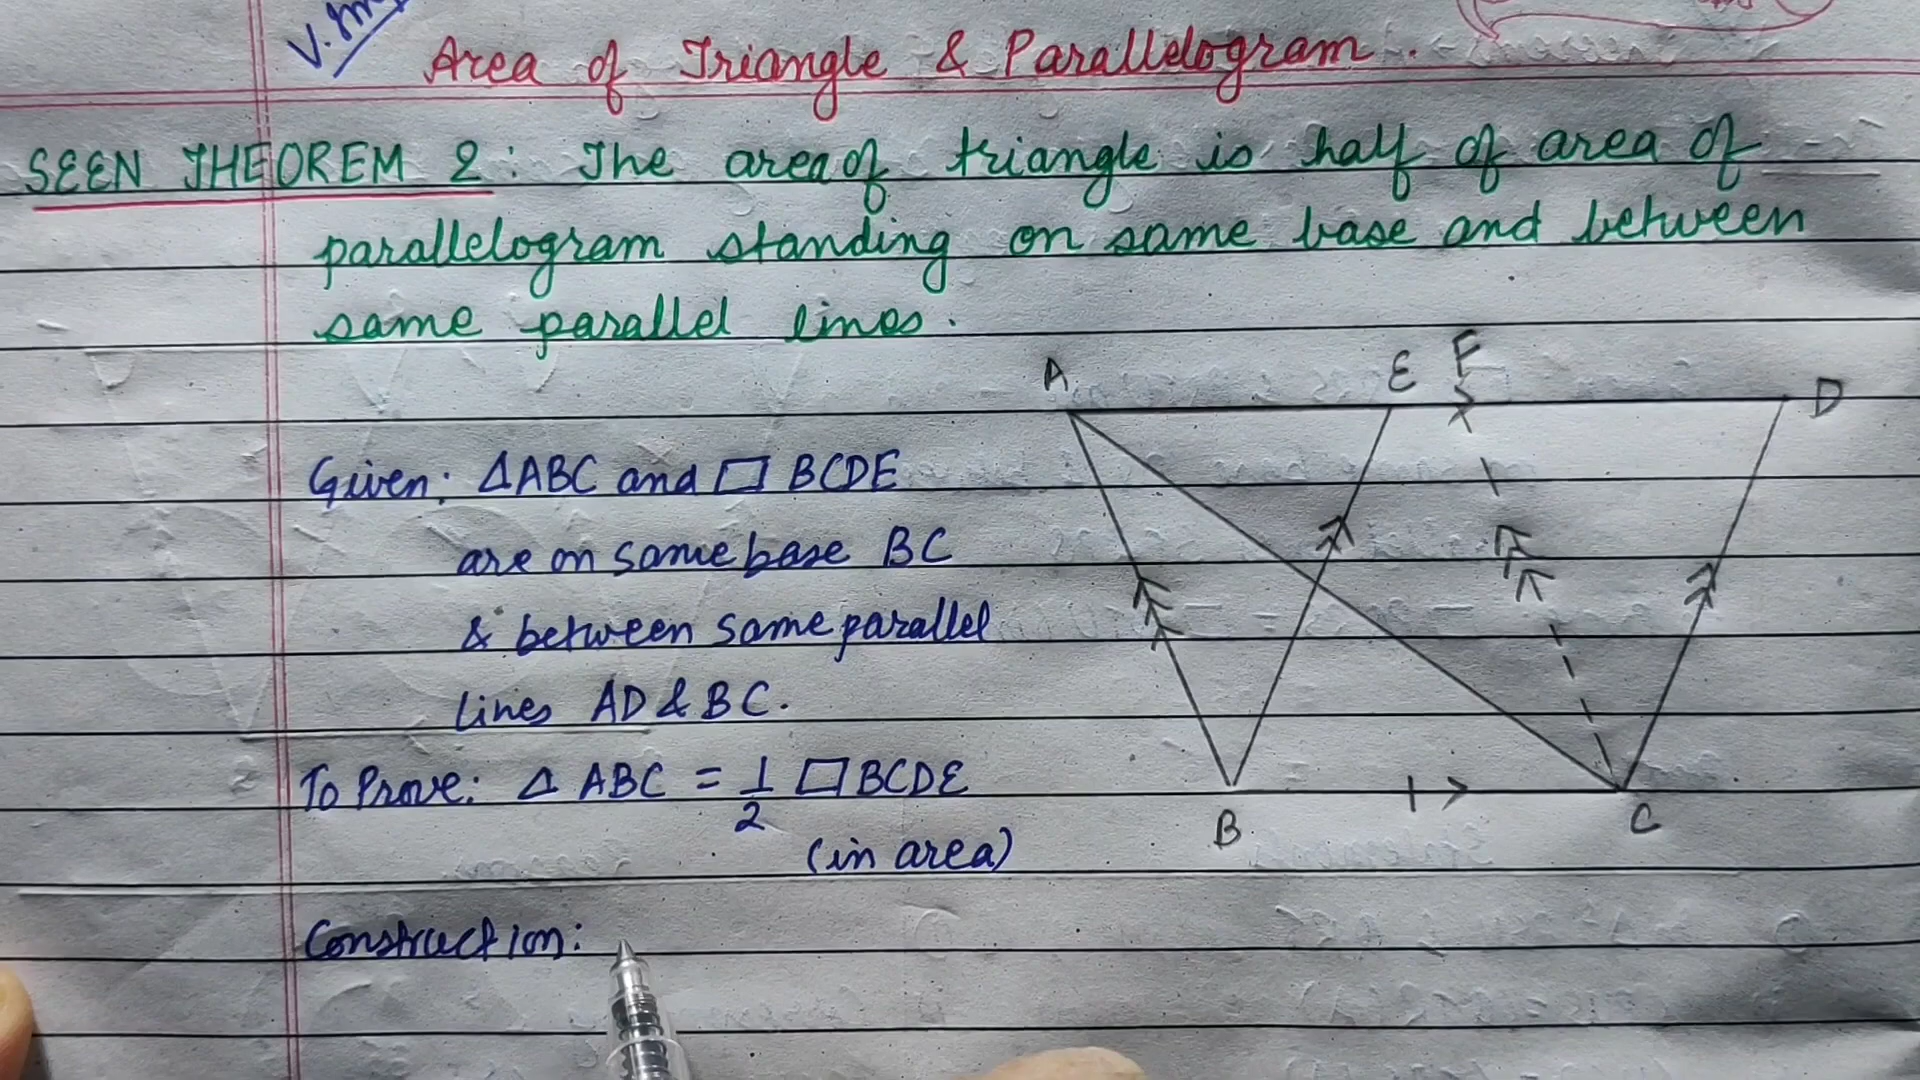 V. Imp
Area of Triangle & Parallelogram.
SEEN THEOREM 2: The area of triangle is half of area of
parallelogram standing on same base and between
same parallel lines.
A E F D
Given: ΔABC and ▱ BCDE
are on same base BC
& between same parallel
lines AD & BC.
To Prove: Δ ABC = 1/2 ▱ BCDE
(in area)
B C
Construction: